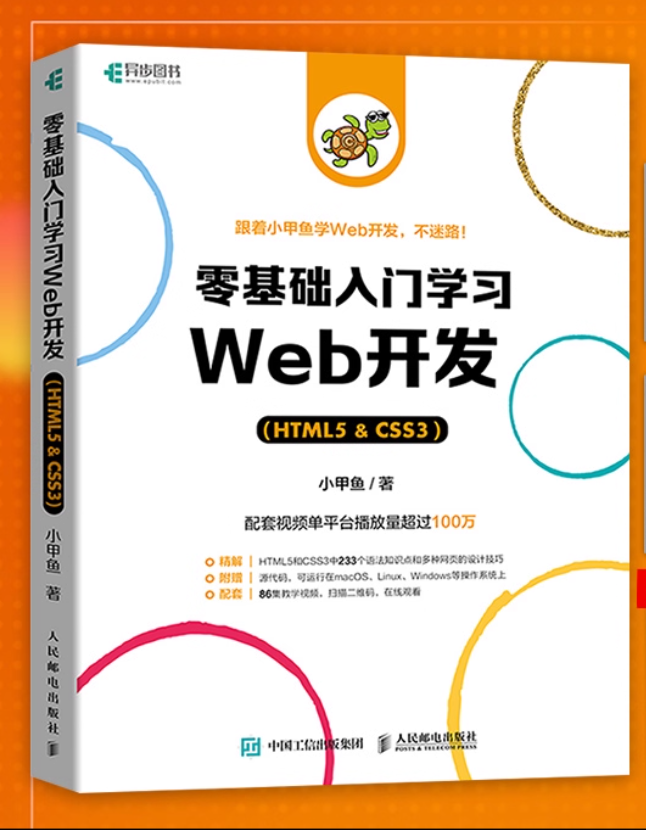 异步图书
www.epubit.com
跟着小甲鱼学Web开发，不迷路！
零基础入门学习
Web开发
（HTML5 & CSS3）
小甲鱼 / 著
配套视频单平台播放量超过100万
精解｜HTML5和CSS3中233个语法知识点和多种网页的设计技巧
附赠｜源代码，可运行在macOS、Linux、Windows等操作系统上
配套｜86集教学视频，扫描二维码，在线观看
中国工信出版集团
人民邮电出版社
POSTS & TELECOM PRESS
零基础入门学习Web开发（HTML5 & CSS3）
小甲鱼 著
人民邮电出版社